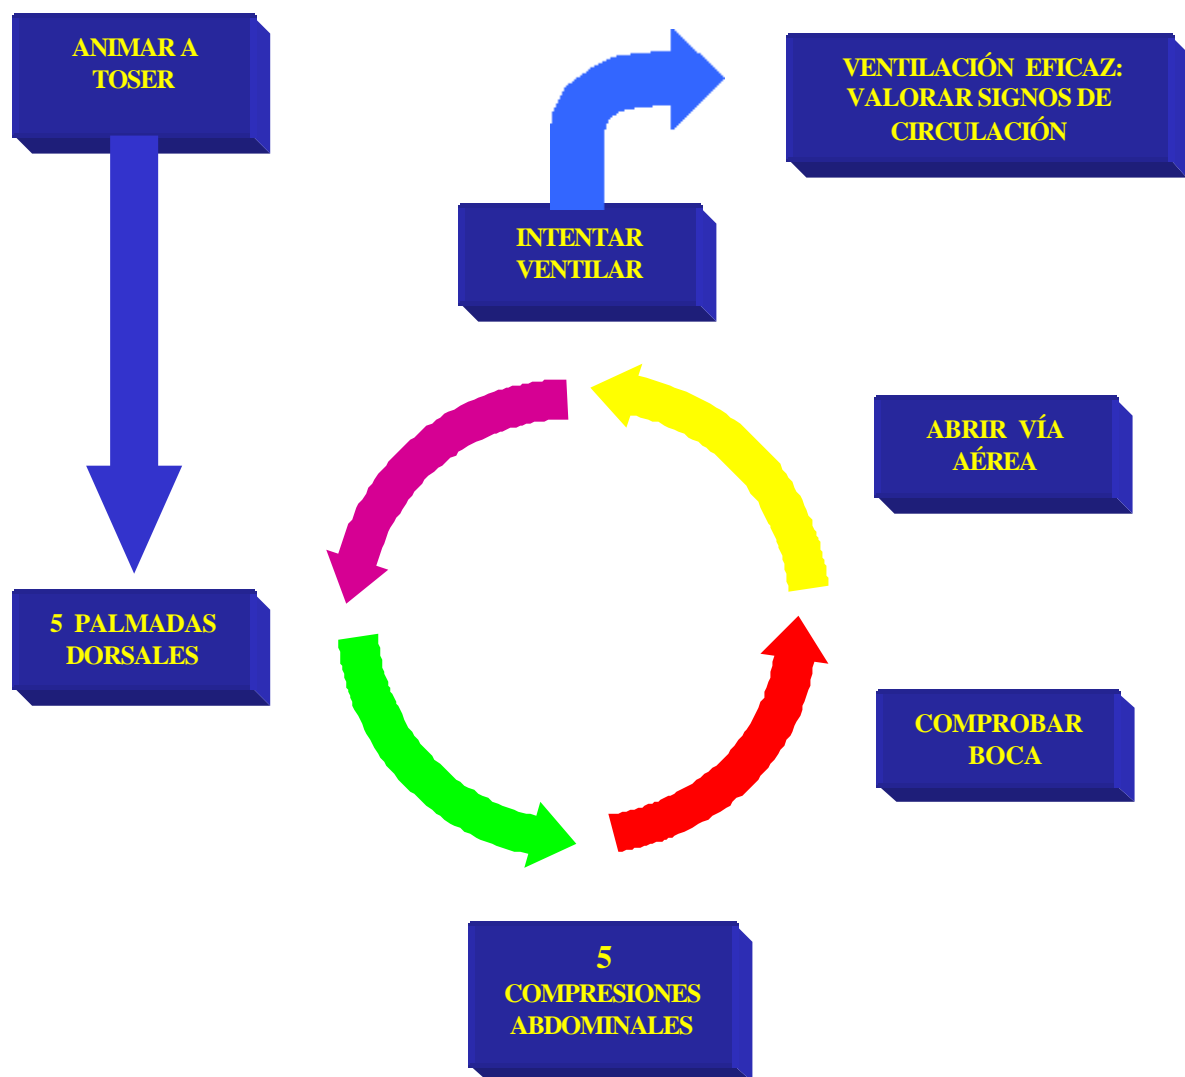 ANIMAR A
TOSER
VENTILACIÓN EFICAZ:
VALORAR SIGNOS DE
CIRCULACIÓN
INTENTAR
VENTILAR
ABRIR VÍA
AÉREA
5 PALMADAS
DORSALES
COMPROBAR
BOCA
5
COMPRESIONES
ABDOMINALES